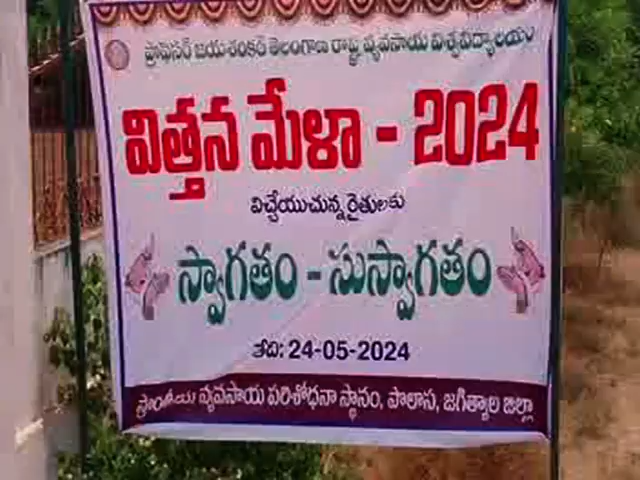 ప్రొఫెసర్ జయశంకర్ తెలంగాణ రాష్ట్ర వ్యవసాయ విశ్వవిద్యాలయం
విత్తన మేళా - 2024
విచ్చేయుచున్న రైతులకు
స్వాగతం - సుస్వాగతం
తేది: 24-05-2024
ప్రాంతీయ వ్యవసాయ పరిశోధనా స్థానం, పొలాస, జగిత్యాల జిల్లా